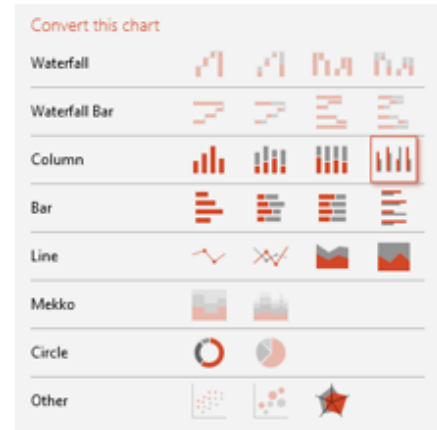 Convert this chart
Waterfall
Waterfall Bar
Column
Bar
Line
Mekko
Circle
Other